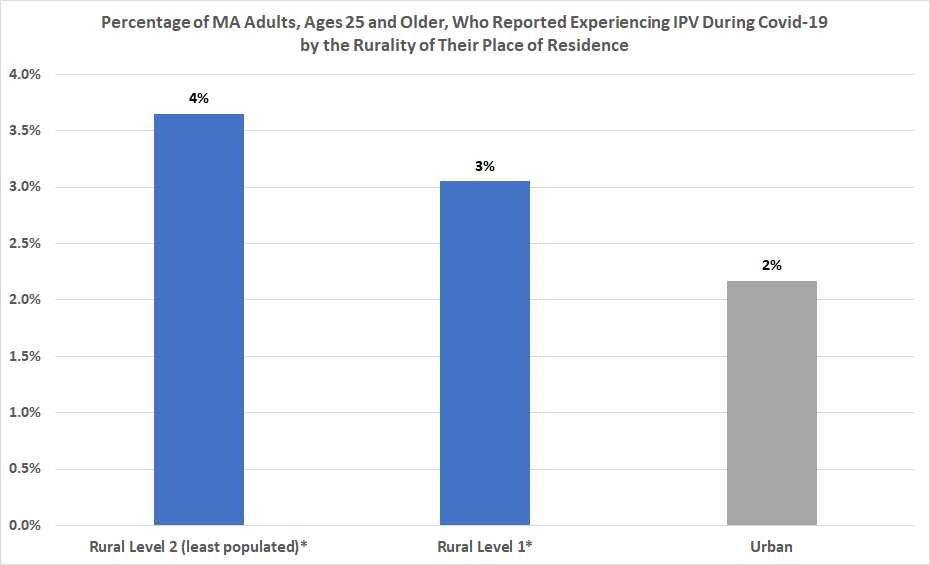 Percentage of MA Adults, Ages 25 and Older, Who Reported Experiencing IPV During Covid-19
by the Rurality of Their Place of Residence
4.0%
3.5%
3.0%
2.5%
2.0%
1.5%
1.0%
0.5%
0.0%
4%
3%
2%
Rural Level 2 (least populated)*
Rural Level 1*
Urban